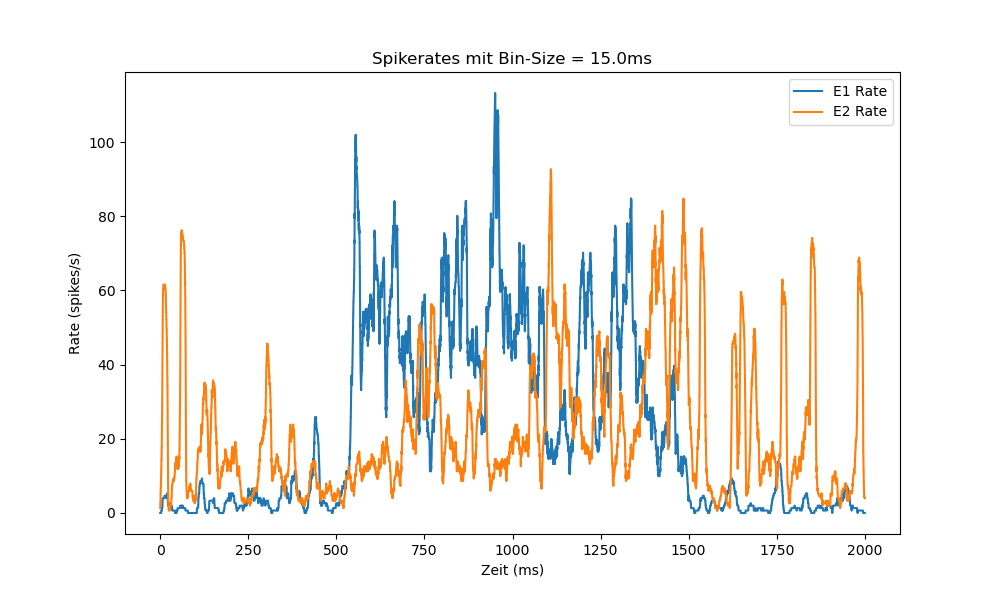 Spikerates mit Bin-Size = 15.0ms
E1 Rate
E2 Rate
100
80
60
40
20
0
Rate (spikes/s)
0 250 500 750 1000 1250 1500 1750 2000
Zeit (ms)